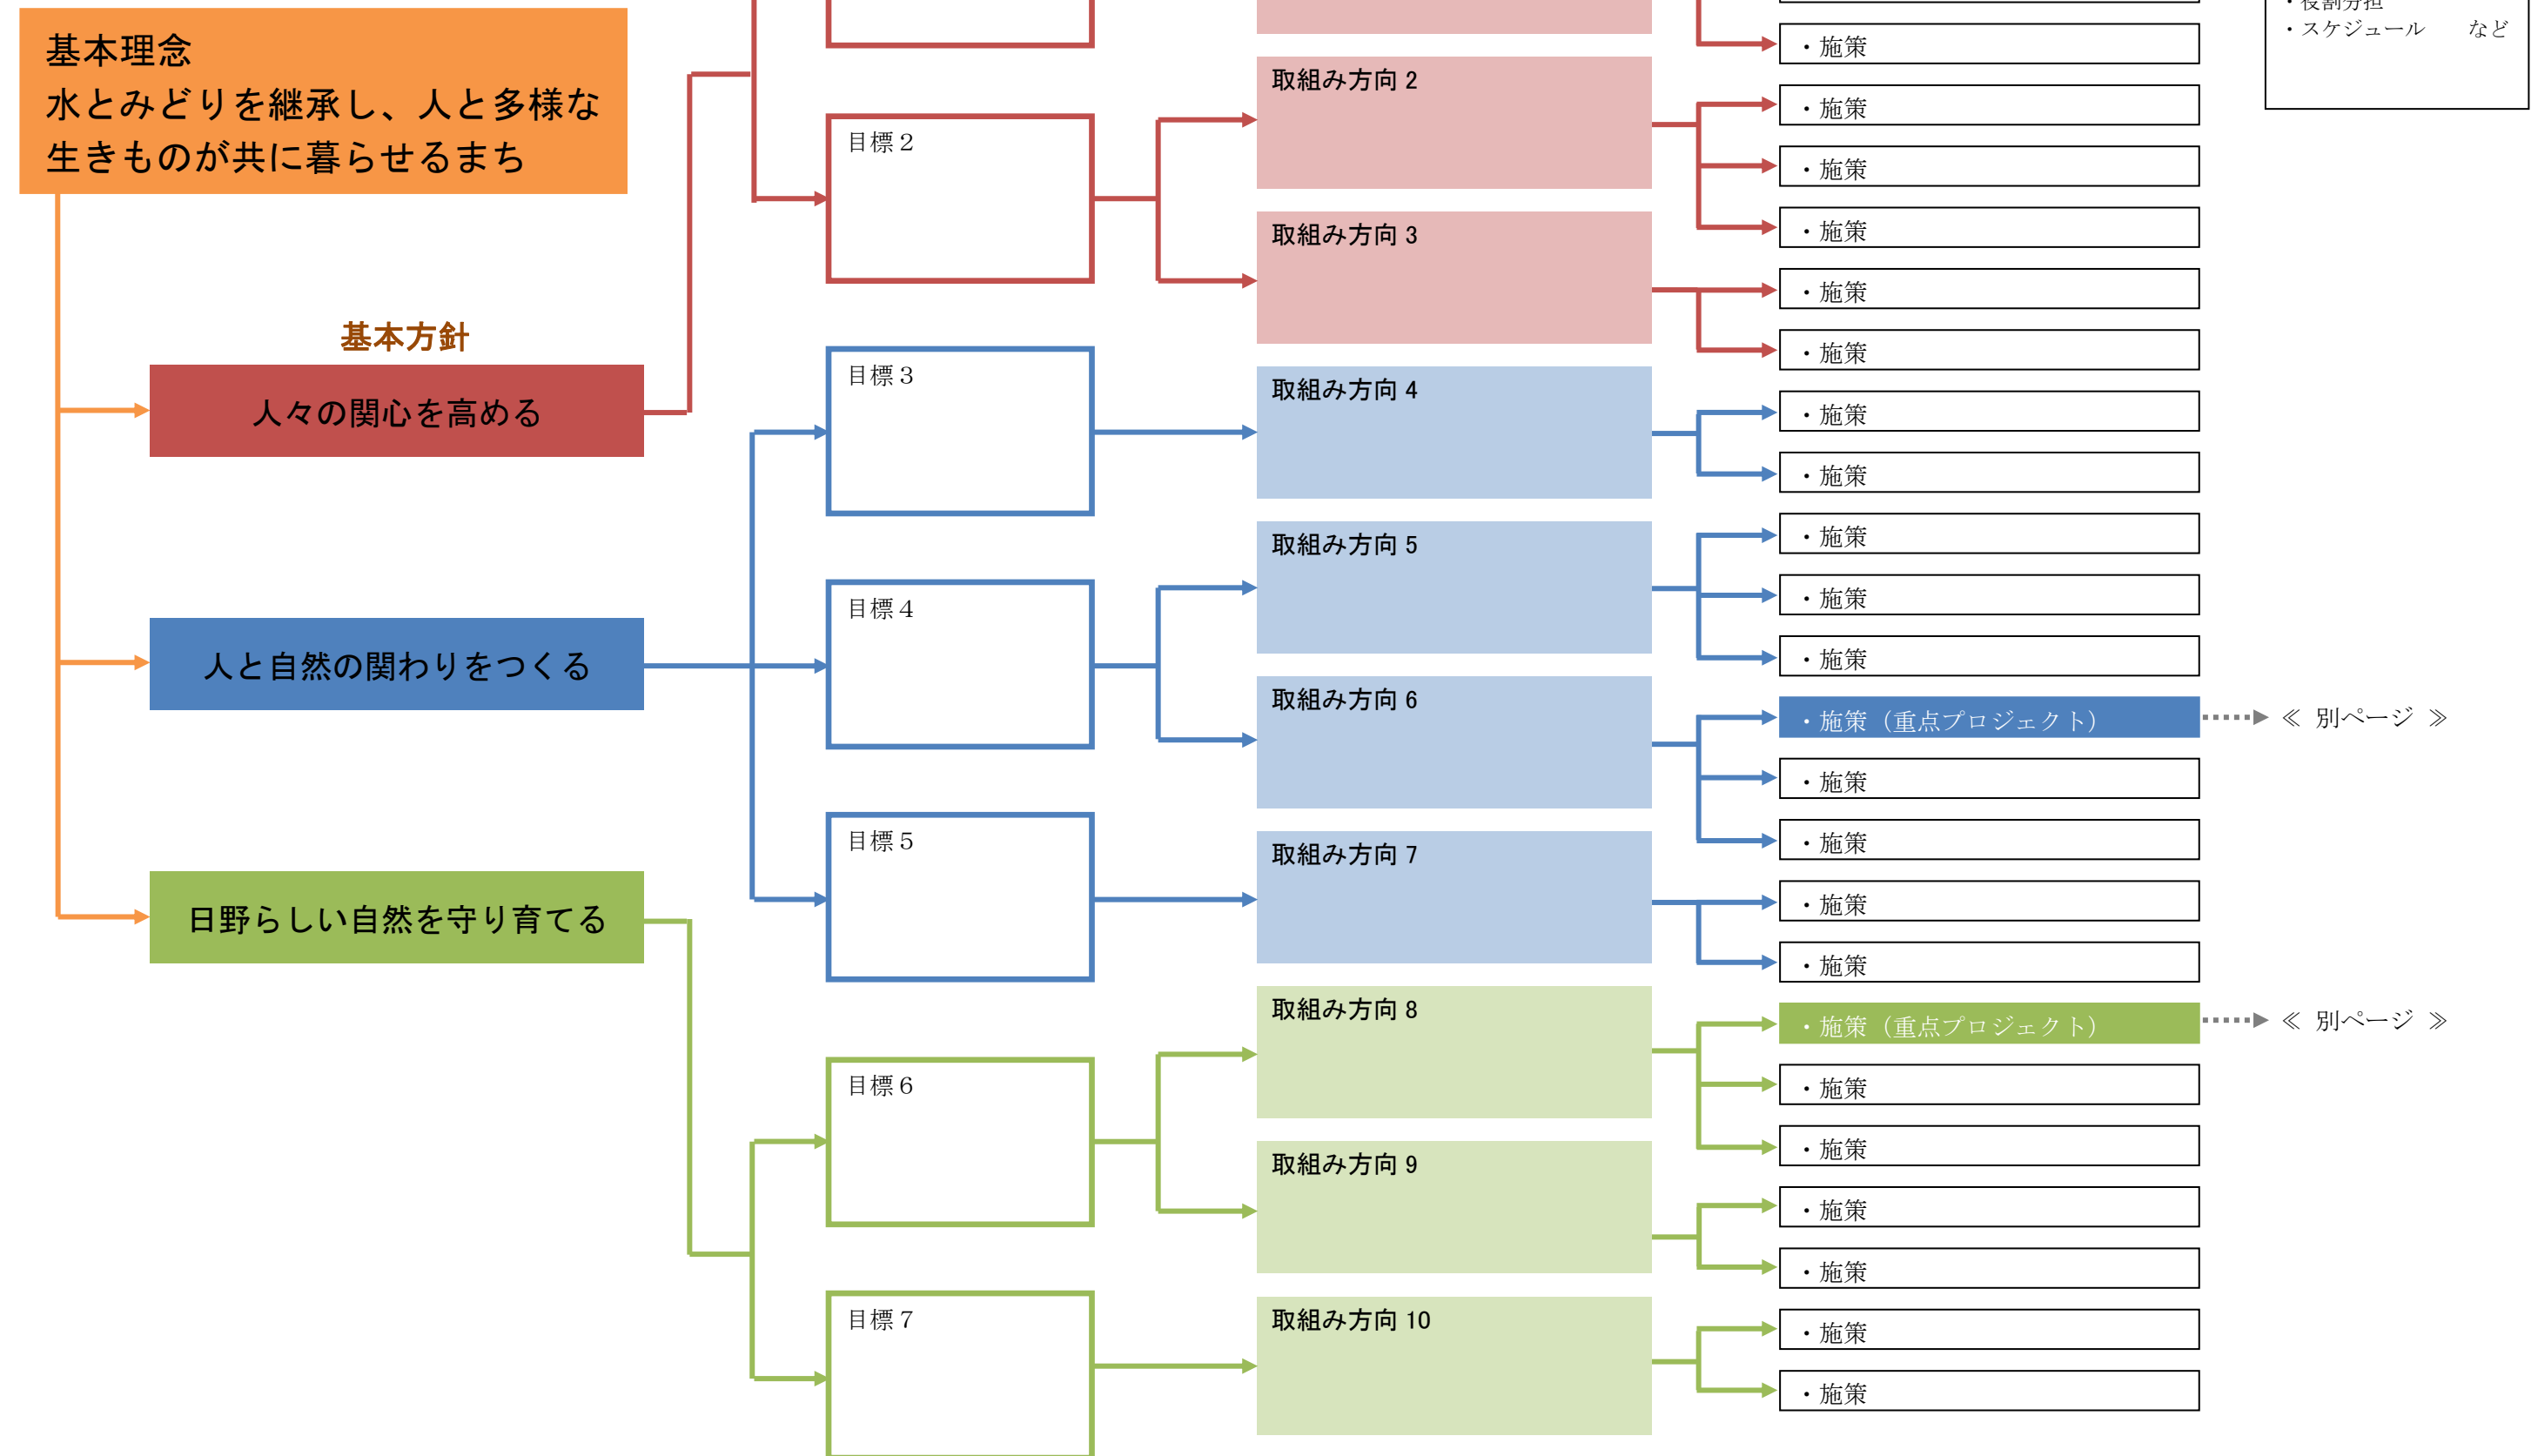 基本理念
水とみどりを継承し、人と多様な
生きものが共に暮らせるまち
基本方針
人々の関心を高める
人と自然の関わりをつくる
日野らしい自然を守り育てる
目標２
目標３
目標４
目標５
目標６
目標７
取組み方向 2
取組み方向 3
取組み方向 4
取組み方向 5
取組み方向 6
取組み方向 7
取組み方向 8
取組み方向 9
取組み方向 10
・施策
・施策
・施策
・施策
・施策
・施策
・施策
・施策
・施策
・施策
・施策
・施策（重点プロジェクト）
・施策
・施策
・施策
・施策
・施策（重点プロジェクト）
・施策
・施策
・施策
・施策
・施策
・施策
・役割分担
・スケジュール　　など
≪ 別ページ ≫
≪ 別ページ ≫